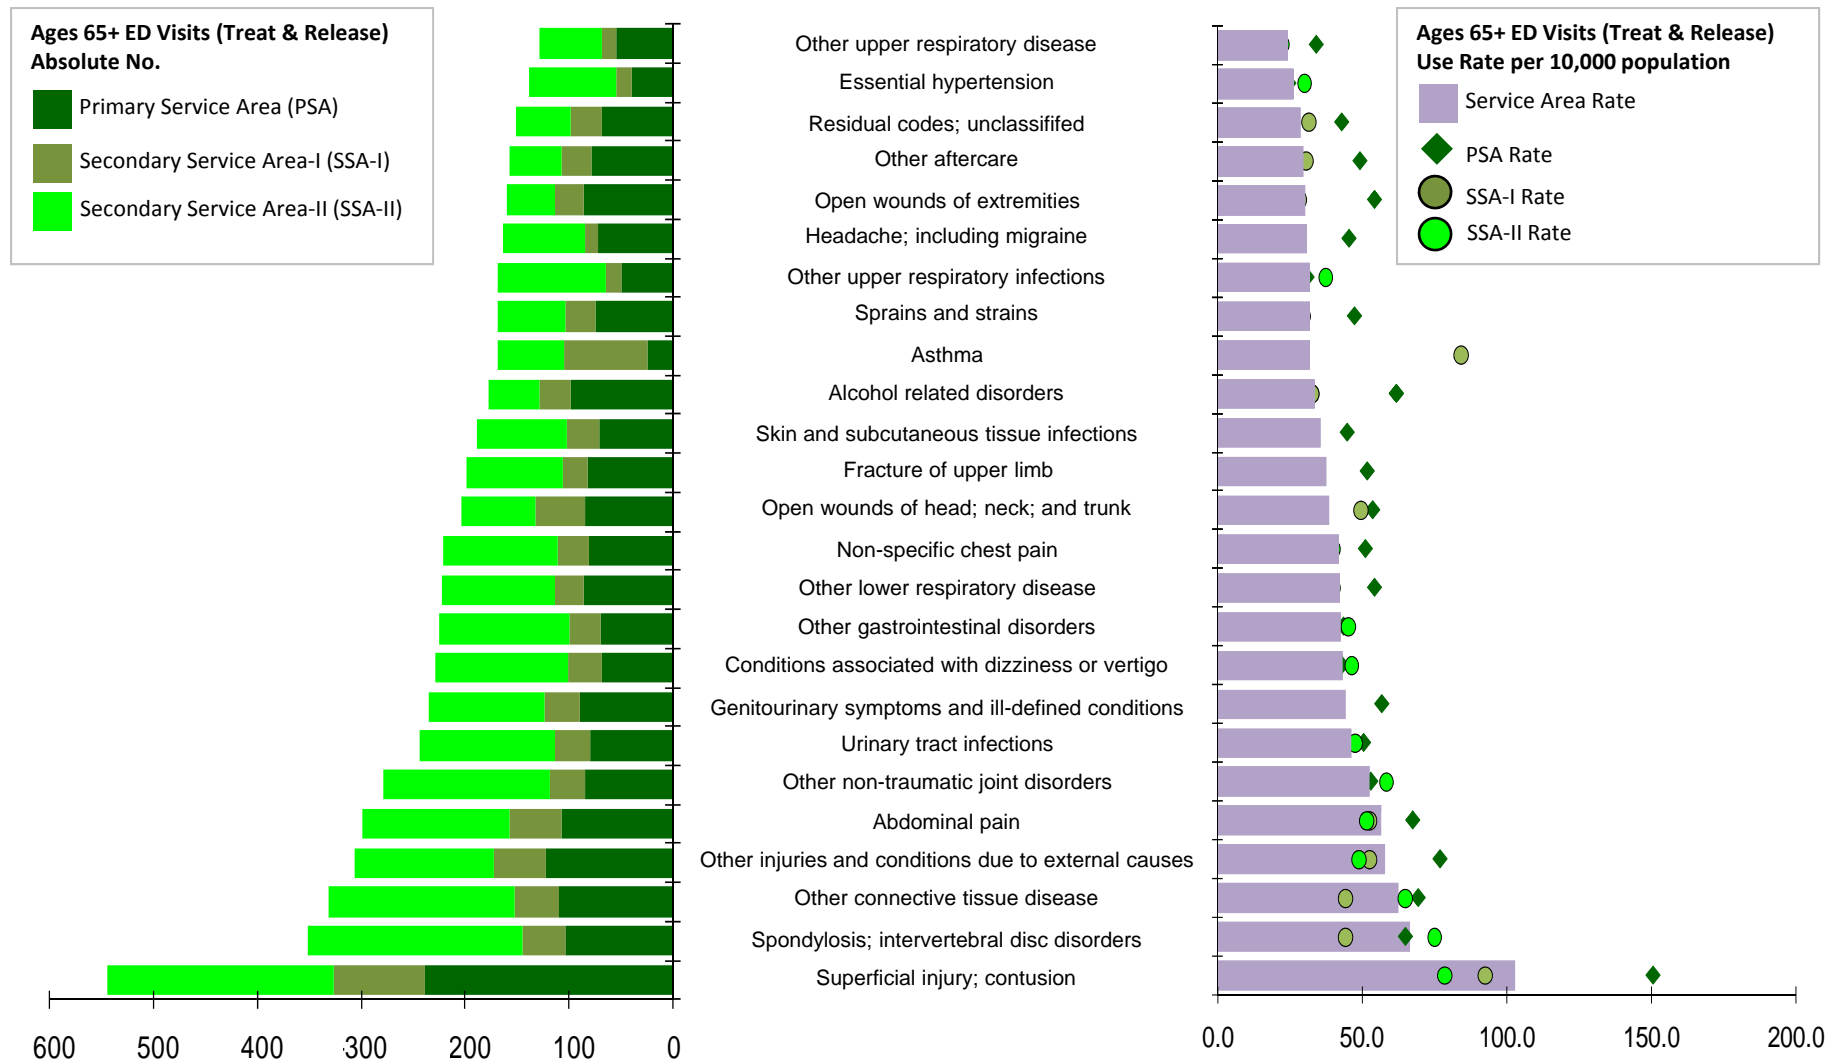 Ages 65+ ED Visits (Treat & Release)
Absolute No.
Primary Service Area (PSA)
Secondary Service Area-I (SSA-I)
Secondary Service Area-II (SSA-II)
Ages 65+ ED Visits (Treat & Release)
Use Rate per 10,000 population
Service Area Rate
PSA Rate
SSA-I Rate
SSA-II Rate
Other upper respiratory disease
Essential hypertension
Residual codes; unclassififed
Other aftercare
Open wounds of extremities
Headache; including migraine
Other upper respiratory infections
Sprains and strains
Asthma
Alcohol related disorders
Skin and subcutaneous tissue infections
Fracture of upper limb
Open wounds of head; neck; and trunk
Non-specific chest pain
Other lower respiratory disease
Other gastrointestinal disorders
Conditions associated with dizziness or vertigo
Genitourinary symptoms and ill-defined conditions
Urinary tract infections
Other non-traumatic joint disorders
Abdominal pain
Other injuries and conditions due to external causes
Other connective tissue disease
Spondylosis; intervertebral disc disorders
Superficial injury; contusion
600 500 400 300 200 100 0
0.0 50.0 100.0 150.0 200.0